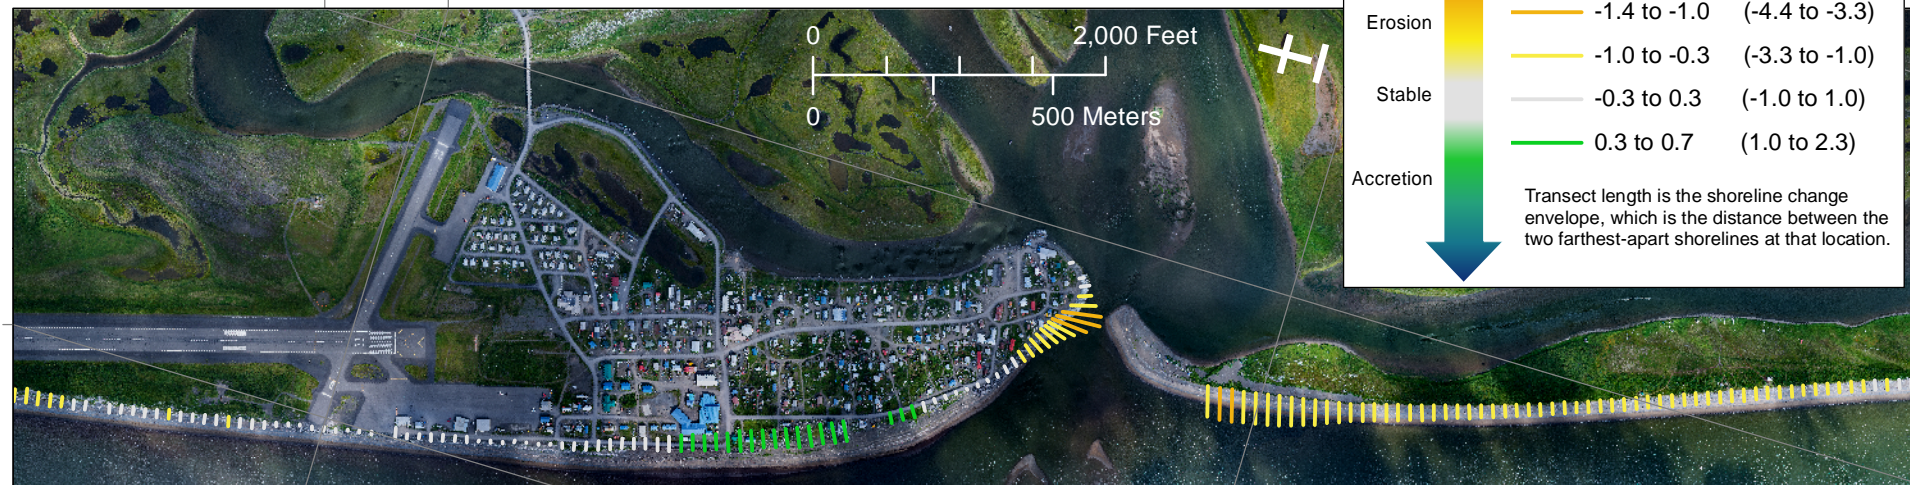 0 2,000 Feet
0 500 Meters
Erosion
Stable
Accretion
-1.4 to -1.0 (-4.4 to -3.3)
-1.0 to -0.3 (-3.3 to -1.0)
-0.3 to 0.3 (-1.0 to 1.0)
0.3 to 0.7 (1.0 to 2.3)
Transect length is the shoreline change
envelope, which is the distance between the
two farthest-apart shorelines at that location.